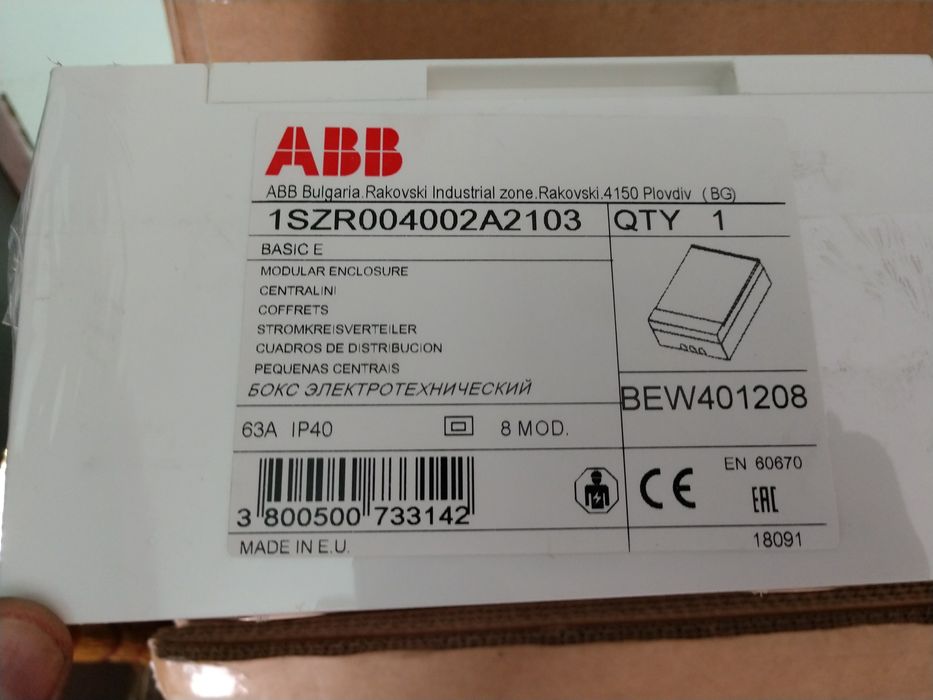 ABB
ABB Bulgaria.Rakovski Industrial zone.Rakovski.4150 Plovdiv (BG)
1SZR004002A2103 QTY 1
BASIC E
MODULAR ENCLOSURE
CENTRALINI
COFFRETS
STROMKREISVERTEILER
CUADROS DE DISTRIBUCION
PEQUENAS CENTRAIS
БОКС ЭЛЕКТРОТЕХНИЧЕСКИЙ
BEW401208
63A IP40 8 MOD.
EN 60670
CE
EAC
3 800500 733142
MADE IN E.U.
18091